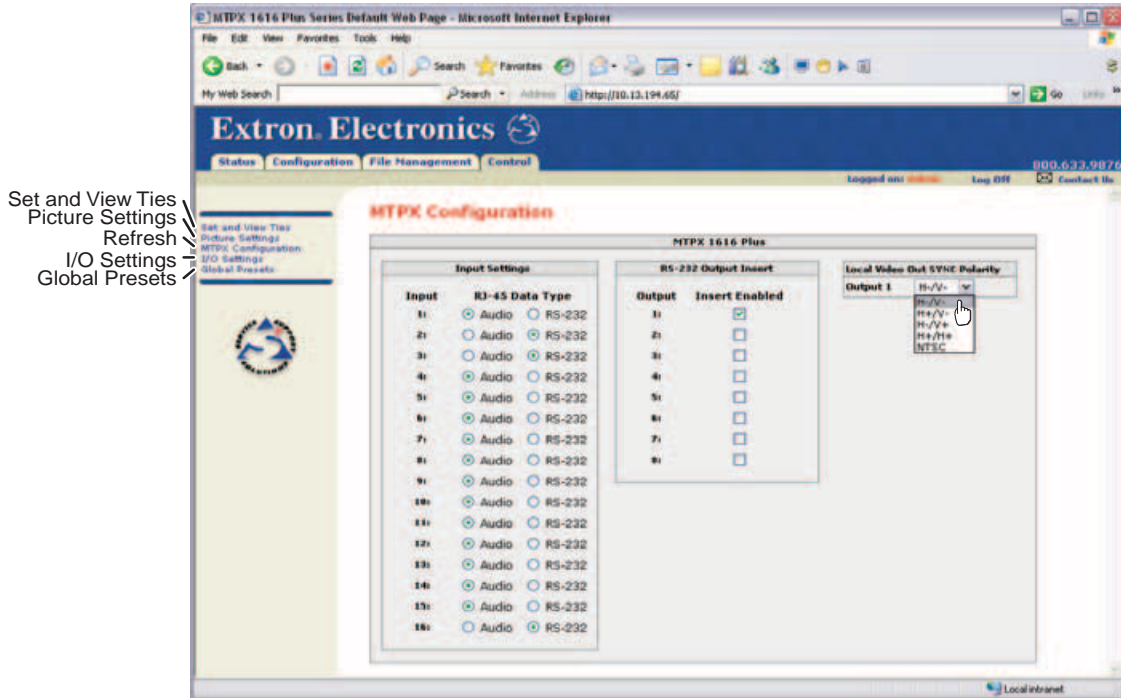 MTPX 1616 Plus Series Default Web Page - Microsoft Internet Explorer
File Edit View Favorites Tools Help
Back Search Favorites
My Web Search Search Address http://10.13.194.65/ Go Links
Extron. Electronics
Status Configuration File Management Control
800.633.9876
Logged on: Admin Log Off Contact Us
Set and View Ties
Picture Settings
Refresh
I/O Settings
Global Presets
Set and View Ties
Picture Settings
MTPX Configuration
I/O Settings
Global Presets
MTPX Configuration
MTPX 1616 Plus
Input Settings
Input RJ-45 Data Type
1: Audio RS-232
2: Audio RS-232
3: Audio RS-232
4: Audio RS-232
5: Audio RS-232
6: Audio RS-232
7: Audio RS-232
8: Audio RS-232
9: Audio RS-232
10: Audio RS-232
11: Audio RS-232
12: Audio RS-232
13: Audio RS-232
14: Audio RS-232
15: Audio RS-232
16: Audio RS-232
RS-232 Output Insert
Output Insert Enabled
1:
2:
3:
4:
5:
6:
7:
8:
Local Video Out SYNC Polarity
Output 1 H-/V-
H-/V-
H+/V-
H-/V+
H+/H+
NTSC
Local intranet